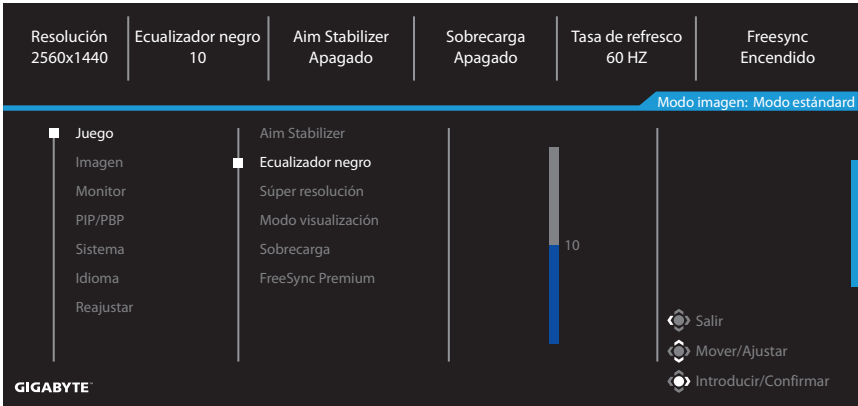 Resolución
2560x1440
Ecualizador negro
10
Aim Stabilizer
Apagado
Sobrecarga
Apagado
Tasa de refresco
60 HZ
Freesync
Encendido
Modo imagen: Modo estándard
Juego
Imagen
Monitor
PIP/PBP
Sistema
Idioma
Reajustar
Aim Stabilizer
Ecualizador negro
Súper resolución
Modo visualización
Sobrecarga
FreeSync Premium
10
Salir
Mover/Ajustar
Introducir/Confirmar
GIGABYTE™